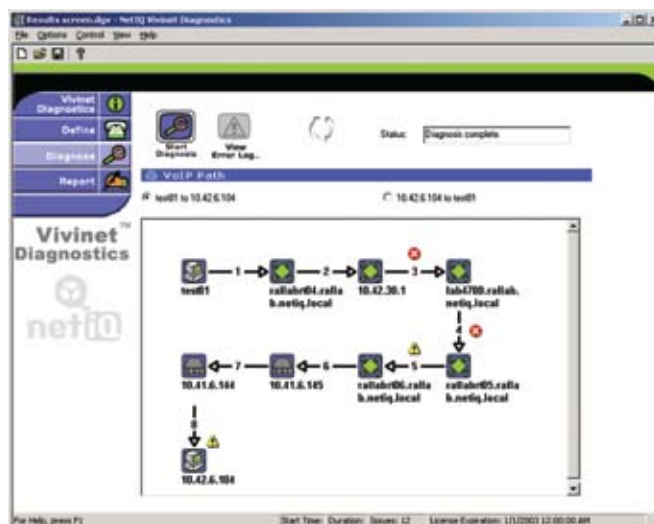 Results screen.dgv - NetIQ Vivinet Diagnostics
File Options Control View Help
Vivinet Diagnostics
Define
Diagnose
Report
Start Diagnosis
View Error Log...
Status: Diagnosis complete
VoIP Path
test01 to 10.42.6.104
10.42.6.104 to test01
Vivinet™
Diagnostics
netiQ
1 2 3
test01
rallabrt04.ralla
b.netiq.local
10.42.30.1
lab4700.rallab.
netiq.local
4
7 6 5
10.41.6.144
10.41.6.145
rallabrt06.ralla
b.netiq.local
rallabrt05.ralla
b.netiq.local
8
10.42.6.104
For Help, press F1
Start Time: Duration: Issues: 12 License Expiration: 1/1/2003 12:00:00 AM